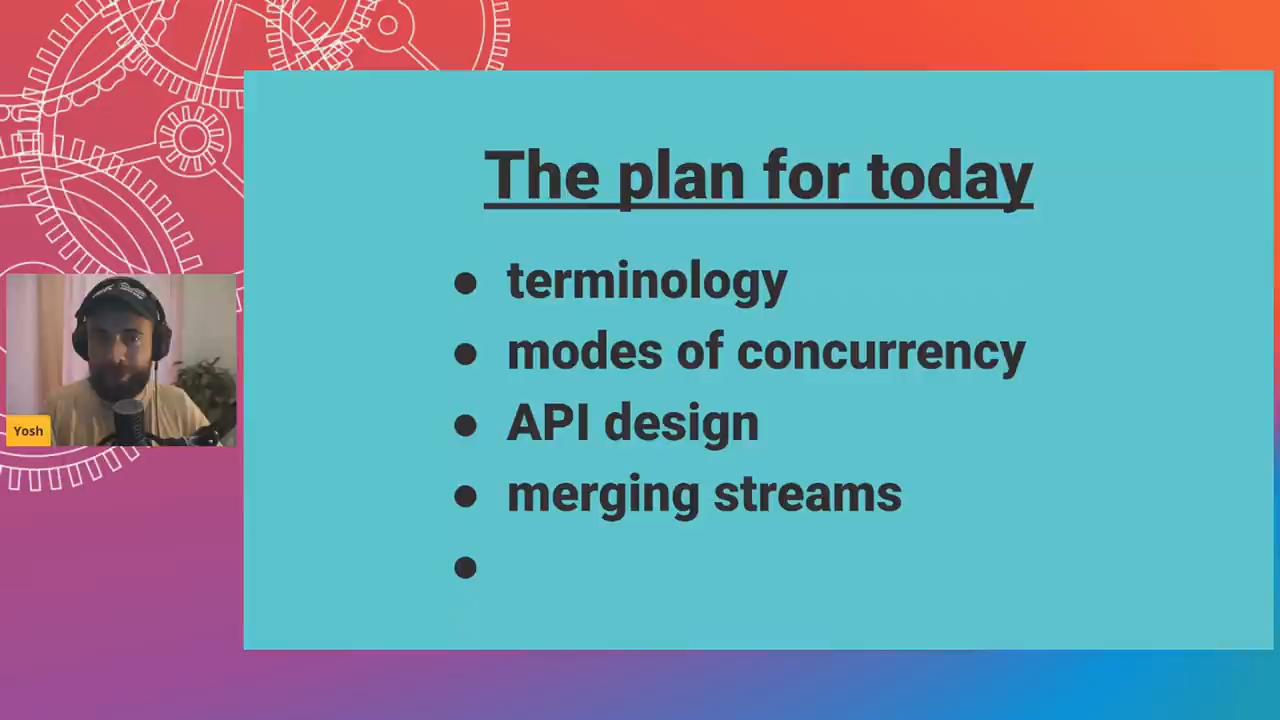 The plan for today
● terminology
● modes of concurrency
● API design
● merging streams
●
Yosh